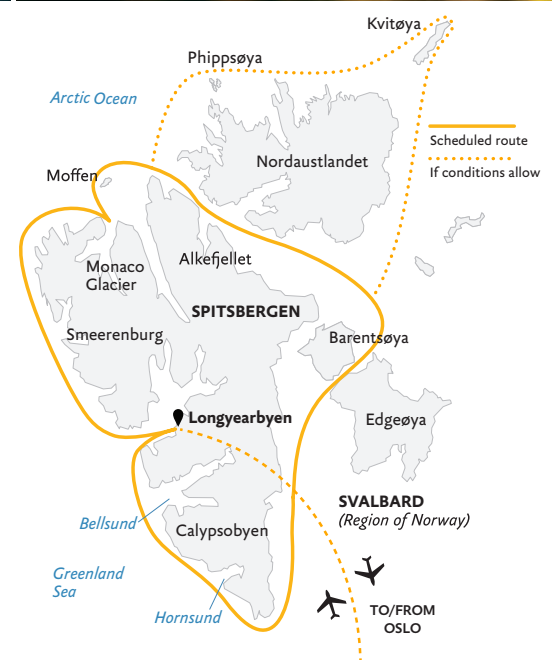 Kvitøya
Phippsøya
Arctic Ocean
Scheduled route
Nordaustlandet
If conditions allow
Moffen
Alkefjellet
Monaco
Glacier
SPITSBERGEN
Smeerenburg
Barentsøya
Longyearbyen
Edgeøya
SVALBARD
(Region of Norway)
Bellsund
Calypsobyen
Greenland
Sea
Hornsund
TO/FROM
OSLO